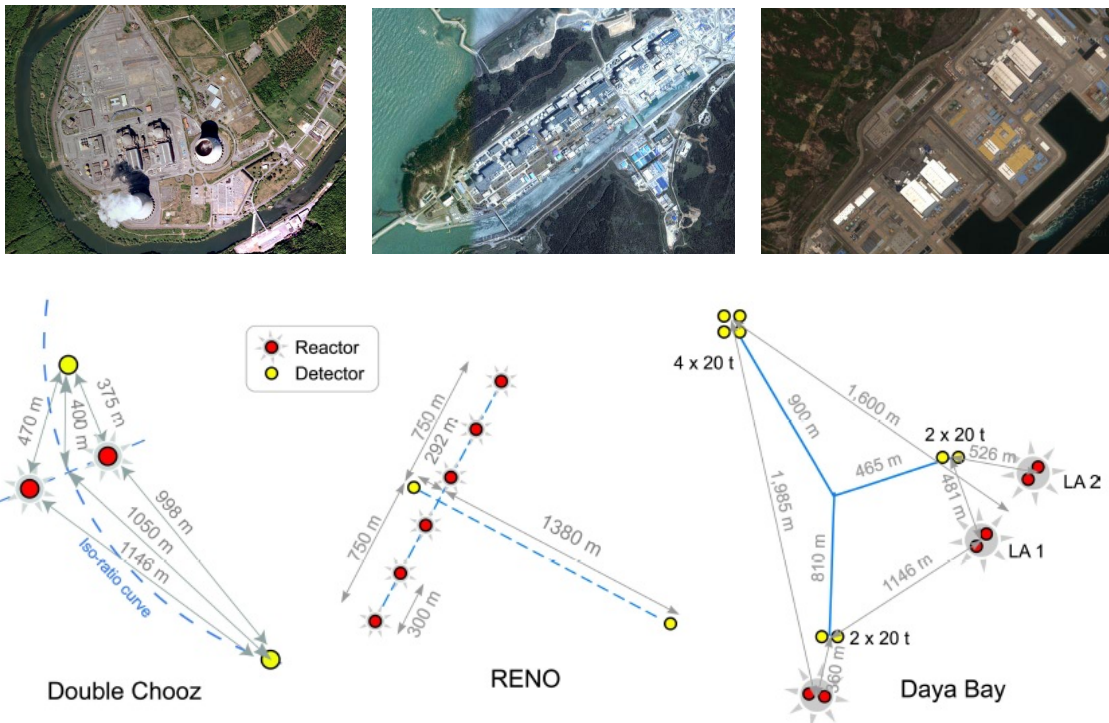 Reactor
Detector
470 m
400 m
375 m
998 m
1050 m
1146 m
Iso-ratio curve
Double Chooz
750 m
292 m
750 m
300 m
1380 m
RENO
4 x 20 t
900 m
1,600 m
2 x 20 t
465 m
526 m
LA 2
481 m
1,985 m
LA 1
810 m
1146 m
2 x 20 t
360 m
Daya Bay